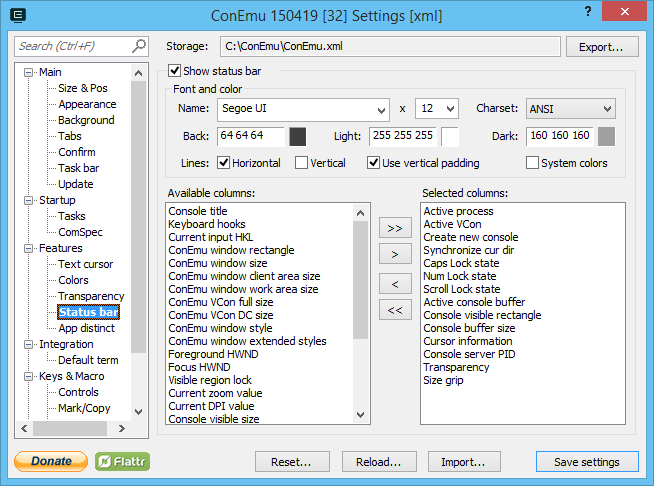 ConEmu 150419 [32] Settings [xml]
?
Search (Ctrl+F)
Storage:
C:\ConEmu\ConEmu.xml
Export...
Main
Size & Pos
Appearance
Background
Tabs
Confirm
Task bar
Update
Startup
Tasks
ComSpec
Features
Text cursor
Colors
Transparency
Status bar
App distinct
Integration
Default term
Keys & Macro
Controls
Mark/Copy
Show status bar
Font and color
Name:
Segoe UI
x
12
Charset:
ANSI
Back:
64 64 64
Light:
255 255 255
Dark:
160 160 160
Lines:
Horizontal
Vertical
Use vertical padding
System colors
Available columns:
Console title
Keyboard hooks
Current input HKL
ConEmu window rectangle
ConEmu window size
ConEmu window client area size
ConEmu window work area size
ConEmu VCon full size
ConEmu VCon DC size
ConEmu window style
ConEmu window extended styles
Foreground HWND
Focus HWND
Visible region lock
Current zoom value
Current DPI value
Console visible size
>>
>
<
<<
Selected columns:
Active process
Active VCon
Create new console
Synchronize cur dir
Caps Lock state
Num Lock state
Scroll Lock state
Active console buffer
Console visible rectangle
Console buffer size
Cursor information
Console server PID
Transparency
Size grip
Donate
Flattr
Reset...
Reload...
Import...
Save settings